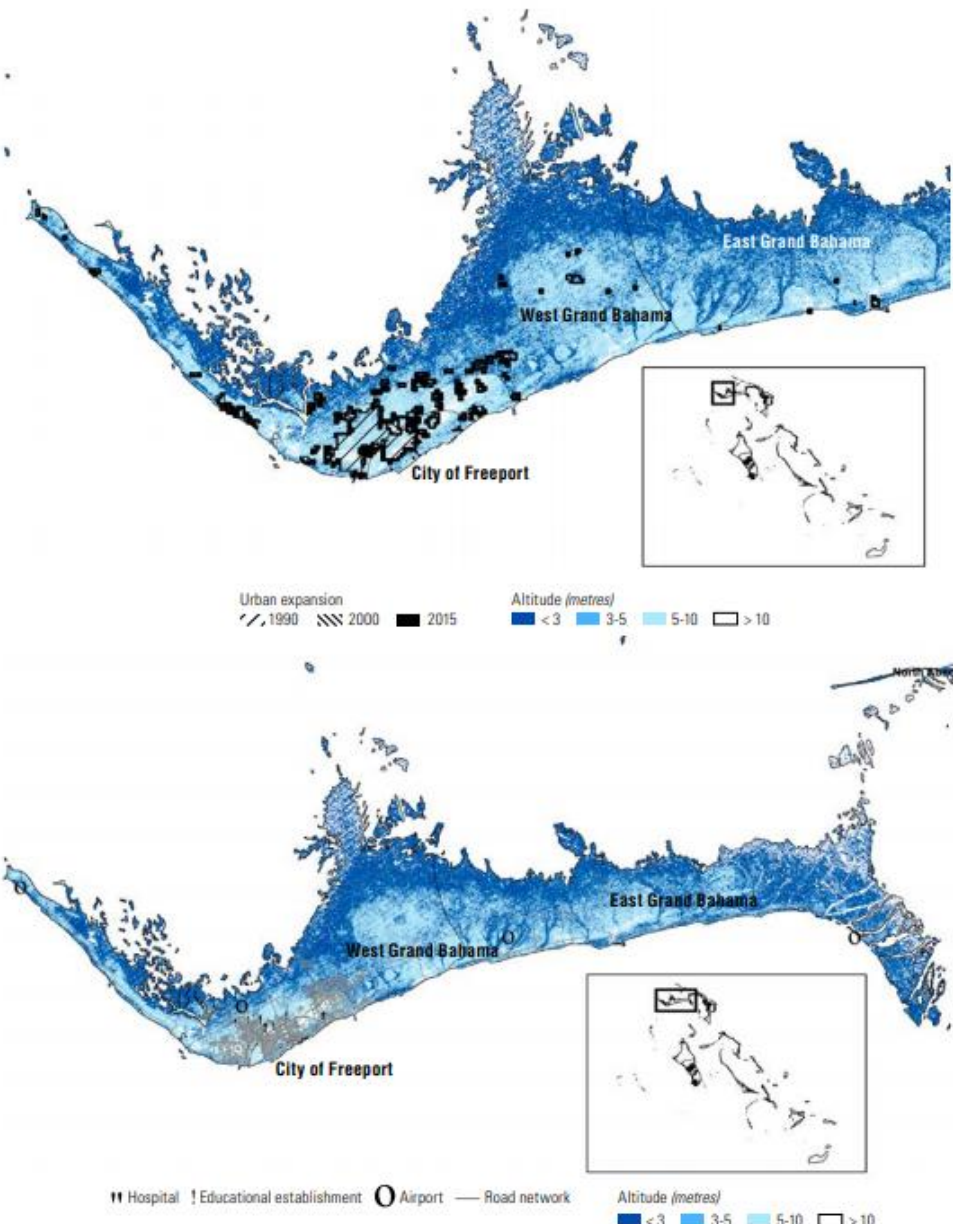 East Grand Bahama
West Grand Bahama
City of Freeport
Urban expansion
1990 2000 2015
Altitude (metres)
< 3 3-5 5-10 > 10
North
East Grand Bahama
West Grand Bahama
City of Freeport
Hospital ! Educational establishment O Airport Road network
Altitude (metres)
< 3 3-5 5-10 > 10